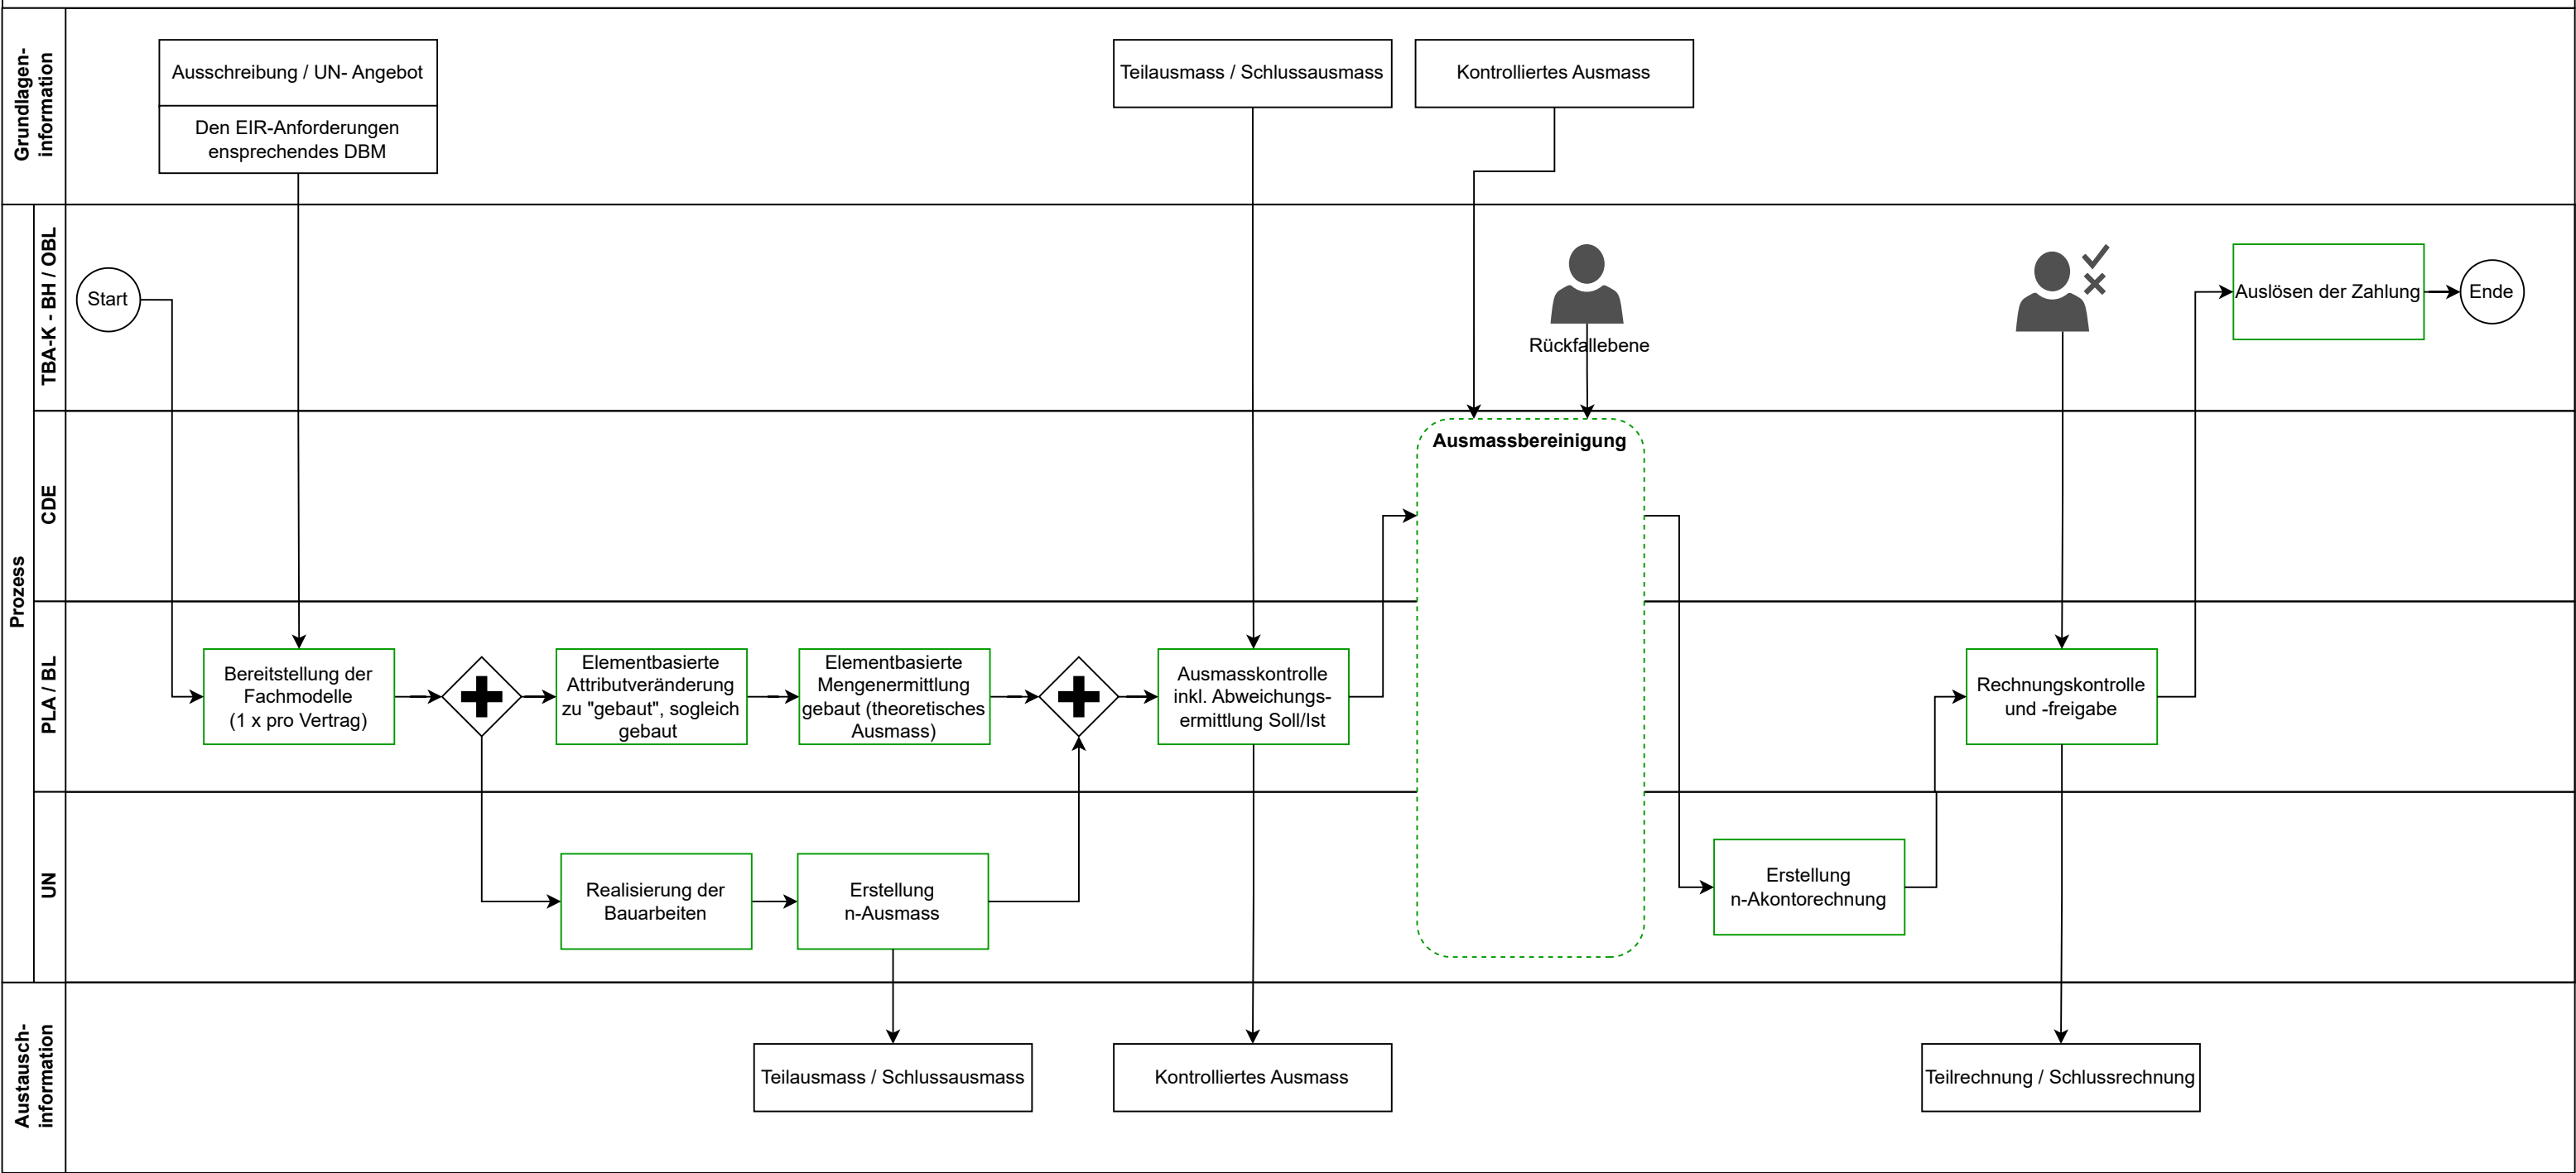 Grundlagen-
information
Ausschreibung / UN- Angebot
Den EIR-Anforderungen
ensprechendes DBM
Teilausmass / Schlussausmass
Kontrolliertes Ausmass
Prozess
TBA-K - BH / OBL
Start
Rückfallebene
Auslösen der Zahlung
Ende
CDE
Ausmassbereinigung
PLA / BL
Bereitstellung der
Fachmodelle
(1 x pro Vertrag)
Elementbasierte
Attributveränderung
zu "gebaut", sogleich
gebaut
Elementbasierte
Mengenermittlung
gebaut (theoretisches
Ausmass)
Ausmasskontrolle
inkl. Abweichungs-
ermittlung Soll/Ist
Rechnungskontrolle
und -freigabe
UN
Realisierung der
Bauarbeiten
Erstellung
n-Ausmass
Erstellung
n-Akontorechnung
Austausch-
information
Teilausmass / Schlussausmass
Kontrolliertes Ausmass
Teilrechnung / Schlussrechnung